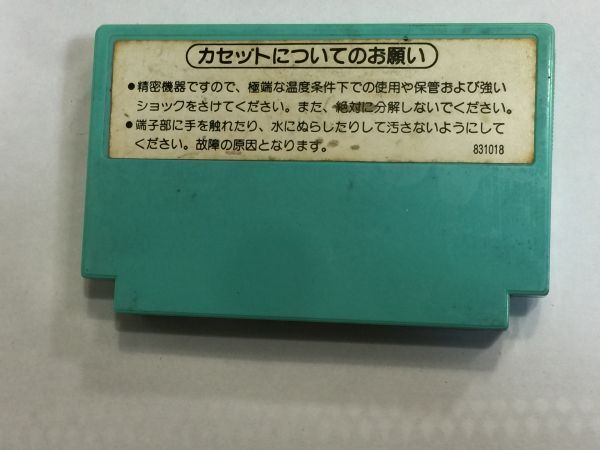 カセットについてのお願い
●精密機器ですので、極端な温度条件下での使用や保管および強い
ショックをさけてください。また、絶対に分解しないでください。
●端子部に手を触れたり、水にぬらしたりして汚さないようにして
ください。故障の原因となります。
831018